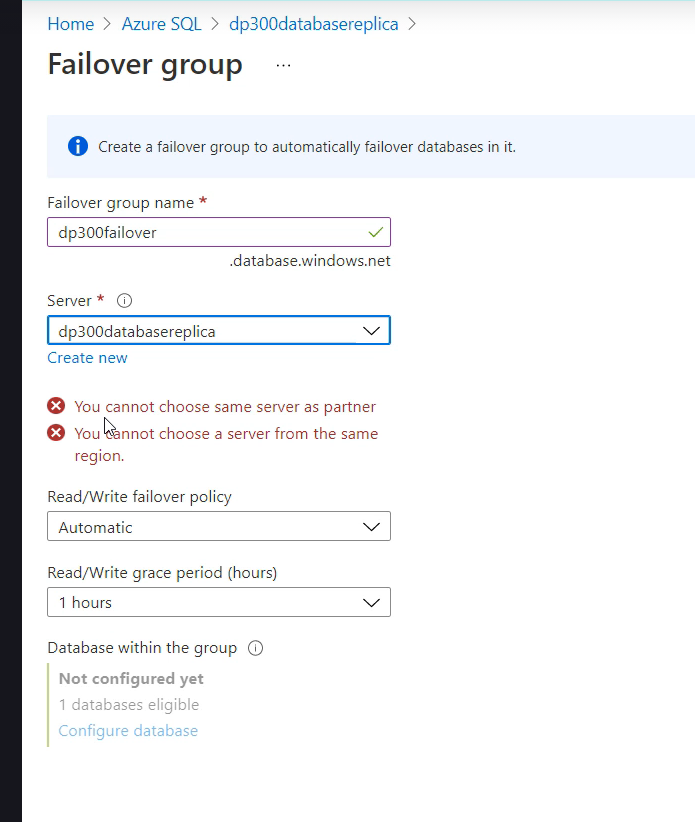 Home > Azure SQL > dp300databasereplica >
Failover group ...
Create a failover group to automatically failover databases in it.
Failover group name *
dp300failover
.database.windows.net
Server *
dp300databasereplica
Create new
You cannot choose same server as partner
You cannot choose a server from the same
region.
Read/Write failover policy
Automatic
Read/Write grace period (hours)
1 hours
Database within the group
Not configured yet
1 databases eligible
Configure database